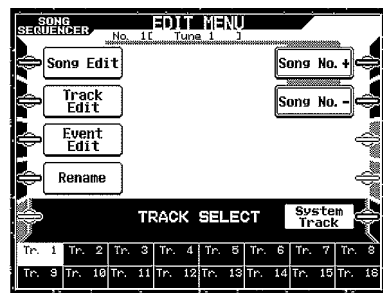 SONG SEQUENCER EDIT MENU
No. 1[ Tune 1 ]
Song Edit Song No.+
Track Edit Song No.-
Event Edit
Rename
TRACK SELECT System Track
Tr. 1 Tr. 2 Tr. 3 Tr. 4 Tr. 5 Tr. 6 Tr. 7 Tr. 8
Tr. 9 Tr. 10 Tr. 11 Tr. 12 Tr. 13 Tr. 14 Tr. 15 Tr. 16